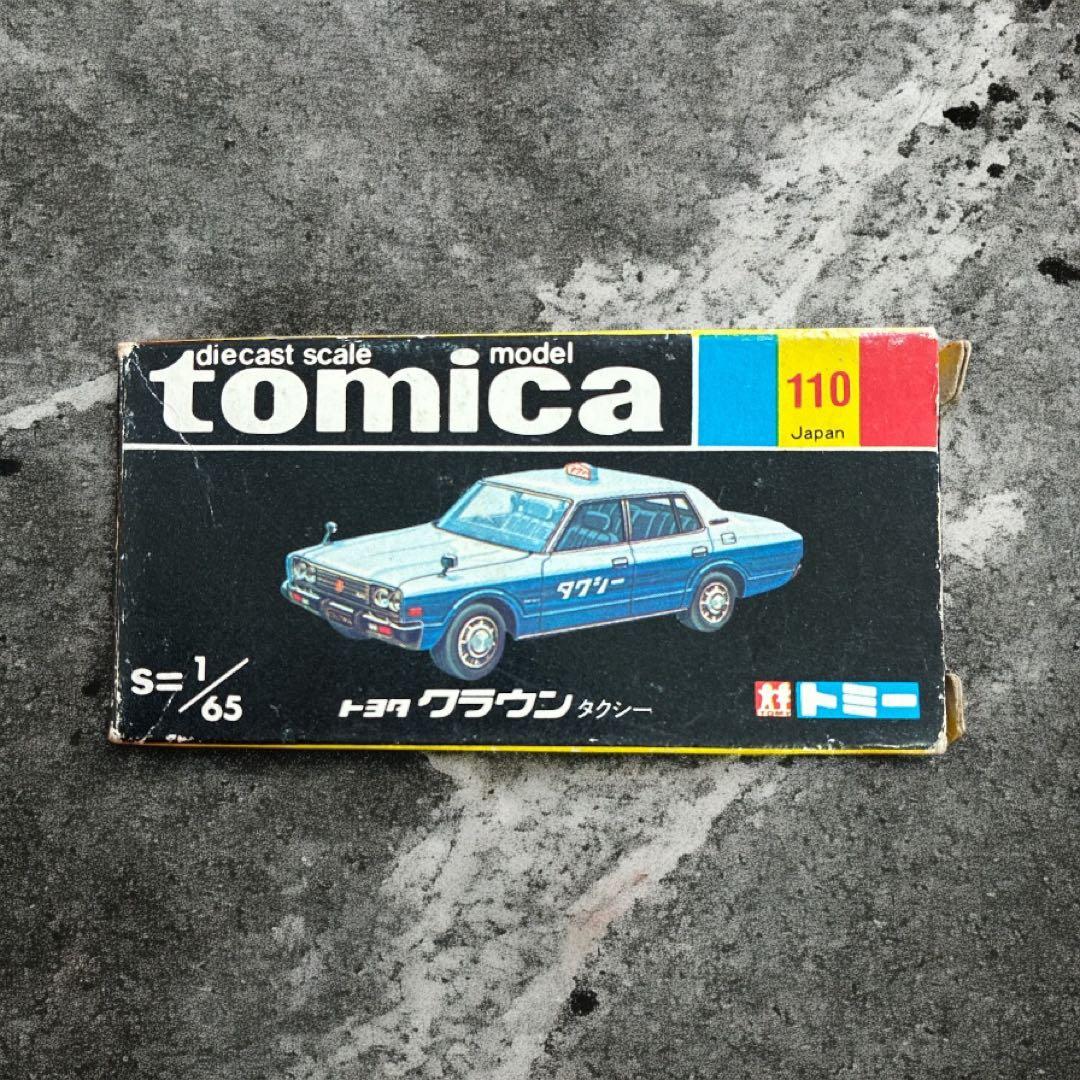 diecast scale model
tomica
110
Japan
タクシー
S=1/65
トヨタ クラウン タクシー
TOMY
トミー